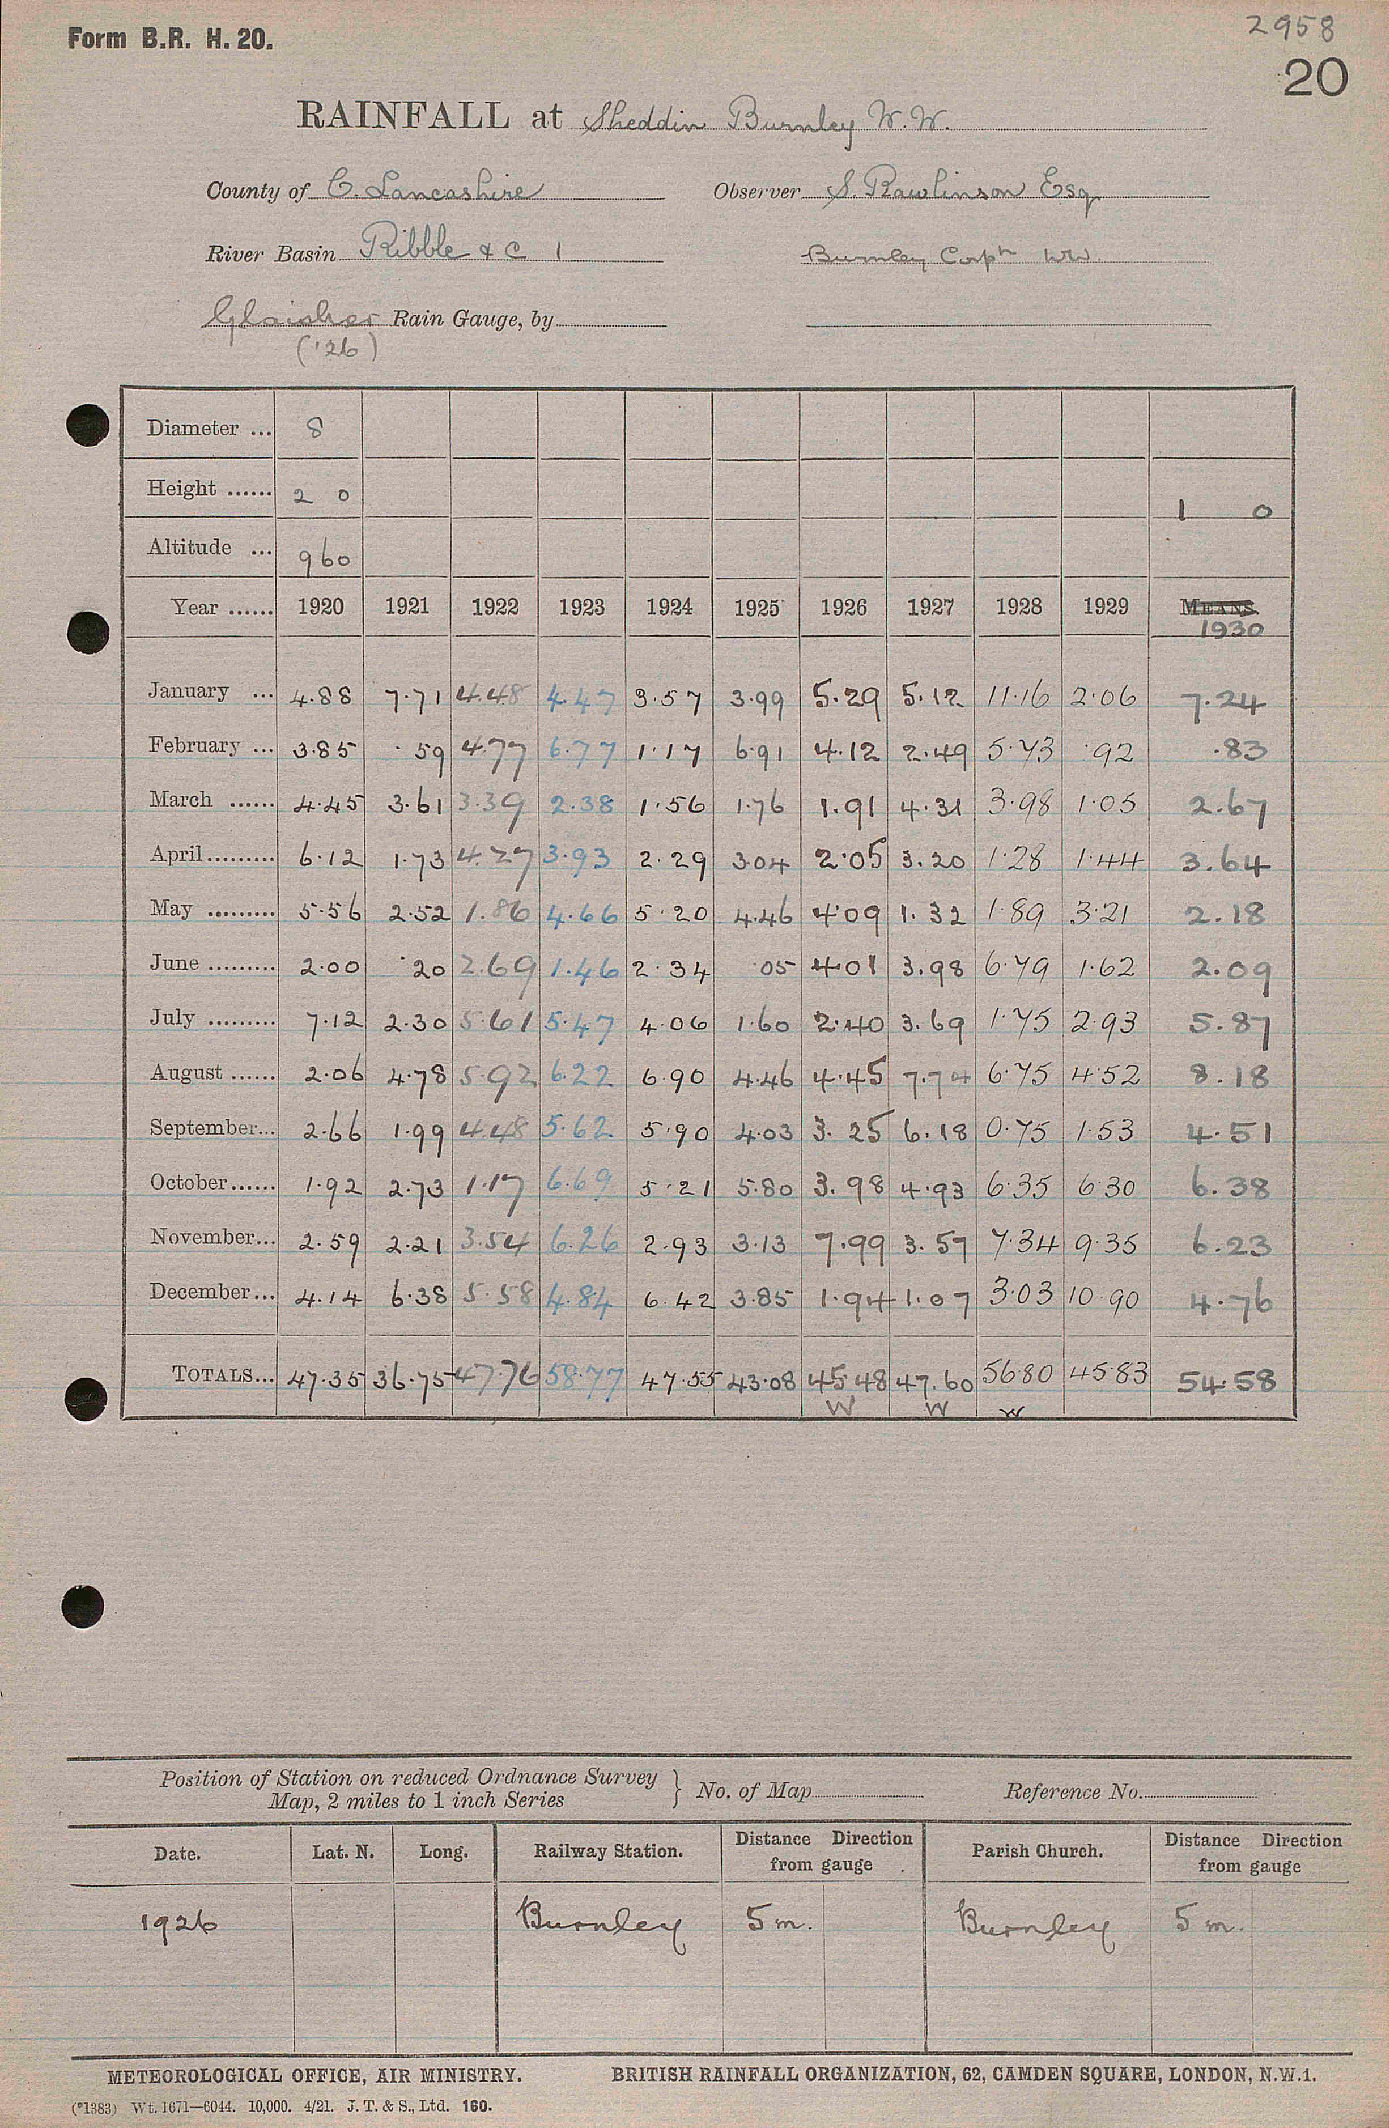 2958
Form B.R. H. 20.
20
RAINFALL at Sheddin Burnley W.W.
County of C. Lancashire Observer S. Rawlinson Esq
River Basin Ribble & C 1 Burnley Corpn WW
Glaisher Rain Gauge, by
('26)
Diameter ... 8
Height ...... 2 0 1 0
Altitude ... 960
Year ...... 1920 1921 1922 1923 1924 1925 1926 1927 1928 1929 MEANS
1930
January ... 4.88 7.71 4.48 4.47 3.57 3.99 5.29 5.12 11.16 2.06 7.24
February ... 3.85 .59 4.77 6.77 1.17 6.91 4.12 2.49 5.73 .92 .83
March ...... 4.45 3.61 3.39 2.38 1.56 1.76 1.91 4.31 3.98 1.05 2.67
April ......... 6.12 1.73 4.27 3.93 2.29 3.04 2.05 3.20 1.28 1.44 3.64
May ......... 5.56 2.52 1.86 4.66 5.20 4.46 4.09 1.32 1.89 3.21 2.18
June ......... 2.00 .20 2.69 1.46 2.34 .05 4.01 3.98 6.79 1.62 2.09
July ......... 7.12 2.30 5.61 5.47 4.06 1.60 2.40 3.69 1.75 2.93 5.87
August ...... 2.06 4.78 5.92 6.22 6.90 4.46 4.45 7.74 6.75 4.52 8.18
September... 2.66 1.99 4.48 5.62 5.90 4.03 3.25 6.18 0.75 1.53 4.51
October ...... 1.92 2.73 1.17 6.69 5.21 5.80 3.98 4.93 6.35 6.30 6.38
November... 2.59 2.21 3.54 6.26 2.93 3.13 7.99 3.57 7.34 9.35 6.23
December... 4.14 6.38 5.58 4.84 6.42 3.85 1.94 1.07 3.03 10.90 4.76
TOTALS... 47.35 36.75 47.76 58.77 47.55 43.08 45.48 47.60 56.80 45.83 54.58
W W W
Position of Station on reduced Ordnance Survey
Map, 2 miles to 1 inch Series } No. of Map Reference No.
Date. Lat. N. Long. Railway Station. Distance Direction from gauge Parish Church. Distance Direction from gauge
1926 Burnley 5 m. Burnley 5 m.
METEOROLOGICAL OFFICE, AIR MINISTRY. BRITISH RAINFALL ORGANIZATION, 62, CAMDEN SQUARE, LONDON, N.W.1.
(*1383) Wt. 1671—6044. 10,000. 4/21. J. T. & S., Ltd. 160.